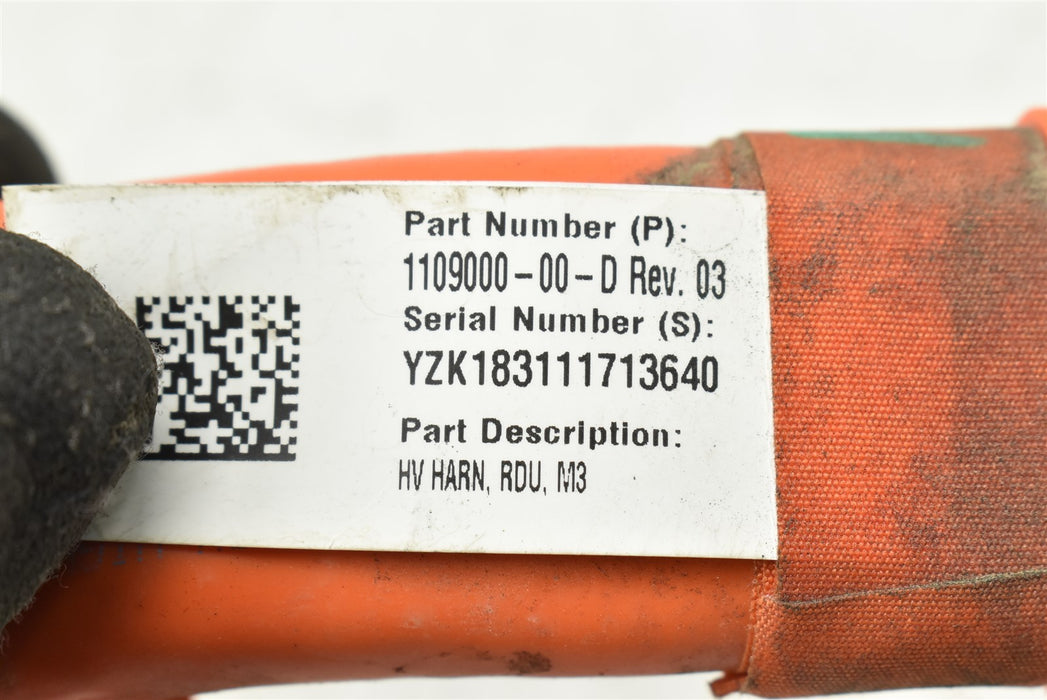 Part Number (P):
1109000-00-D Rev. 03
Serial Number (S):
YZK183111713640
Part Description:
HV HARN, RDU, M3